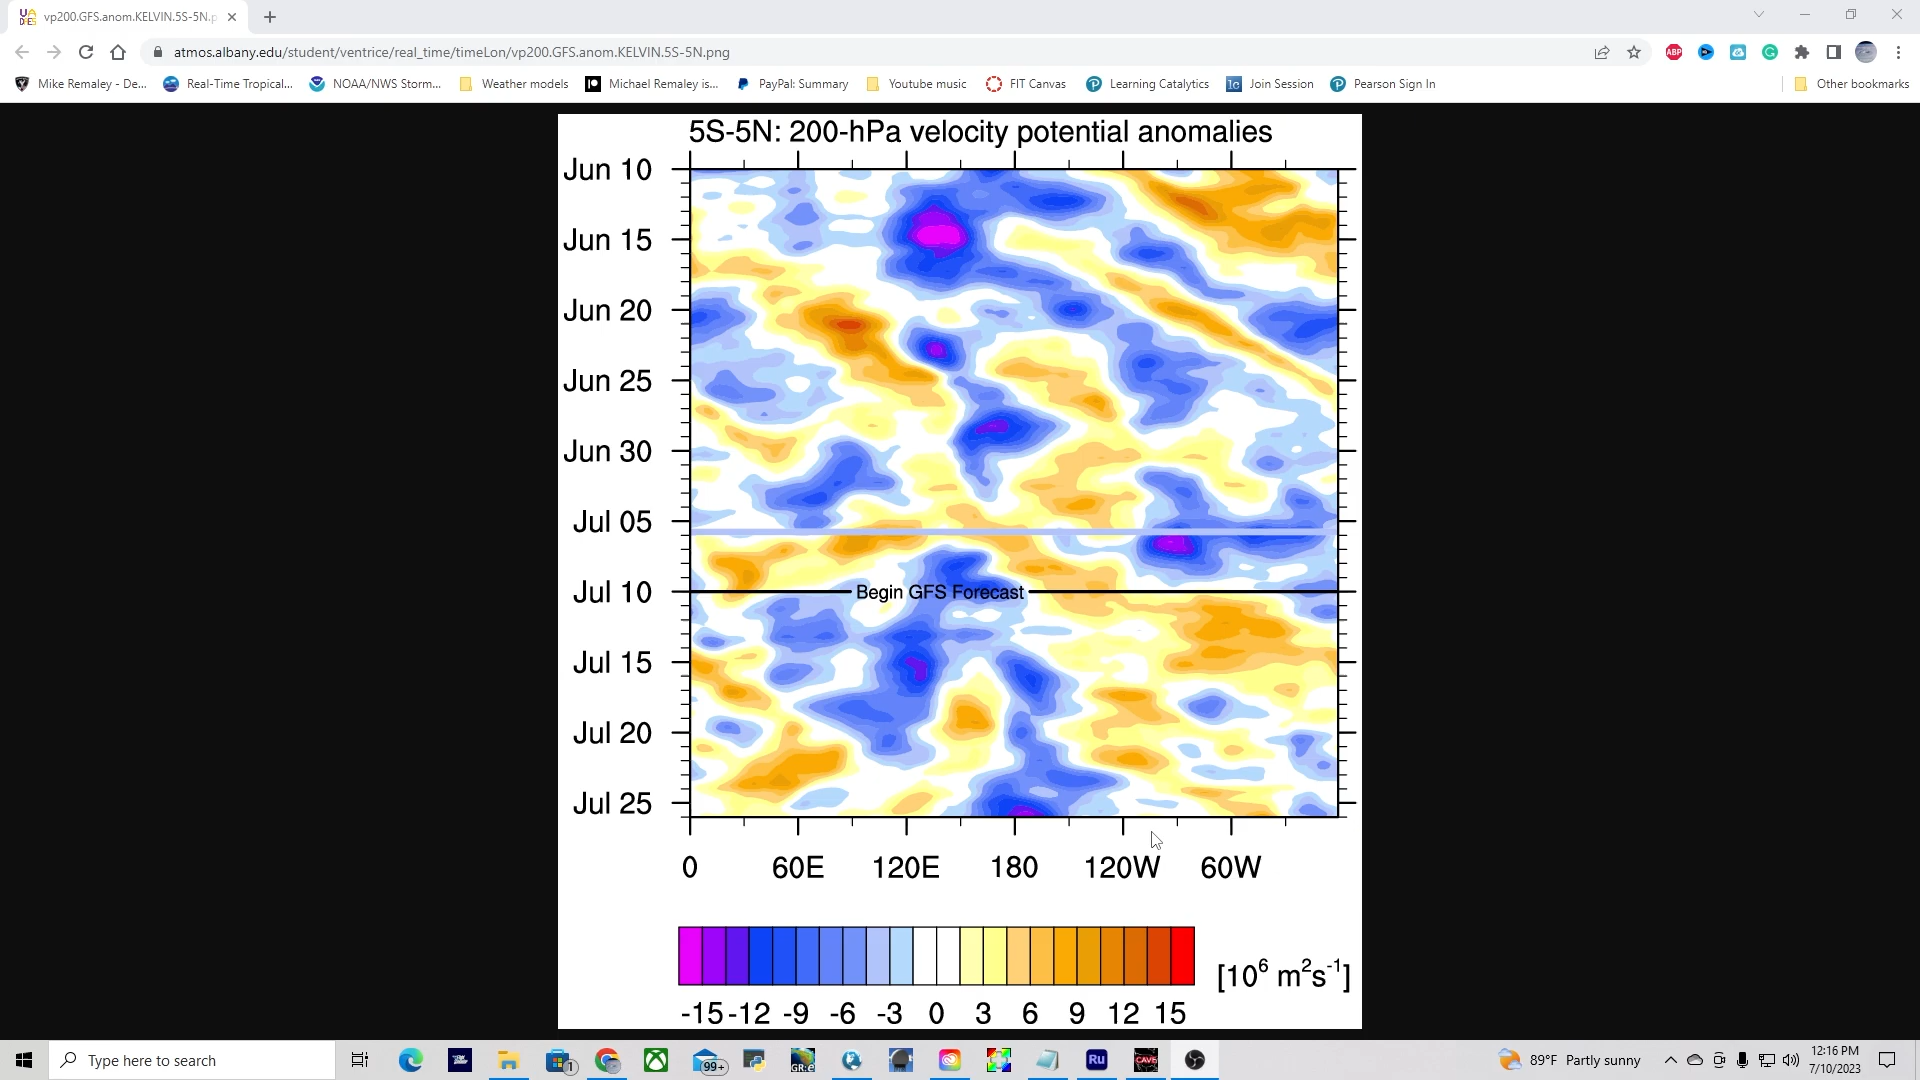 vp200.GFS.anom.KELVIN.5S-5N.p
atmos.albany.edu/student/ventrice/real_time/timeLon/vp200.GFS.anom.KELVIN.5S-5N.png
Mike Remaley - De...
Real-Time Tropical...
NOAA/NWS Storm...
Weather models
Michael Remaley is...
PayPal: Summary
Youtube music
FIT Canvas
Learning Catalytics
Join Session
Pearson Sign In
Other bookmarks
5S-5N: 200-hPa velocity potential anomalies
Jun 10
Jun 15
Jun 20
Jun 25
Jun 30
Jul 05
Jul 10
Begin GFS Forecast
Jul 15
Jul 20
Jul 25
0 60E 120E 180 120W 60W
[10⁶ m²s⁻¹]
-15 -12 -9 -6 -3 0 3 6 9 12 15
Type here to search
99+
89°F Partly sunny
12:16 PM
7/10/2023